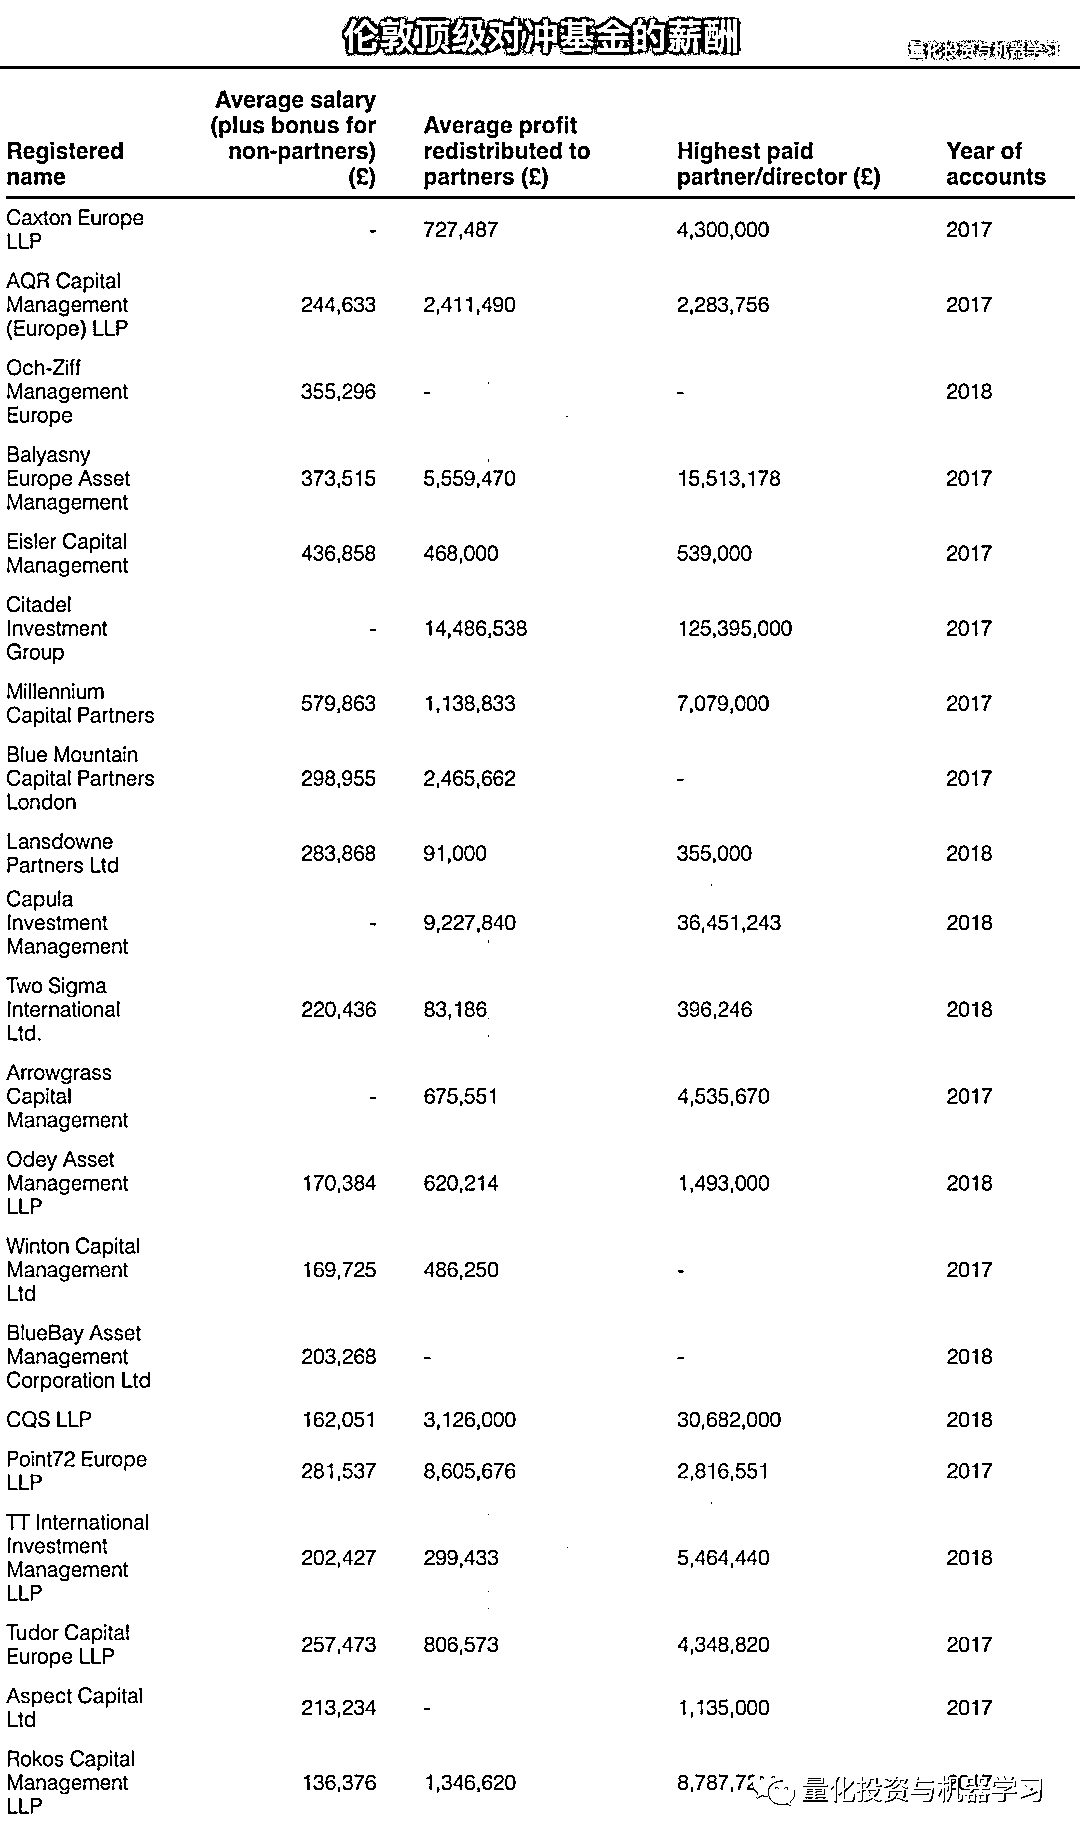 伦敦顶级对冲基金的薪酬
量化投资与机器学习
Registered name
Average salary (plus bonus for non-partners) (£)
Average profit redistributed to partners (£)
Highest paid partner/director (£)
Year of accounts
Caxton Europe LLP - 727,487 4,300,000 2017
AQR Capital Management (Europe) LLP 244,633 2,411,490 2,283,756 2017
Och-Ziff Management Europe 355,296 - - 2018
Balyasny Europe Asset Management 373,515 5,559,470 15,513,178 2017
Eisler Capital Management 436,858 468,000 539,000 2017
Citadel Investment Group - 14,486,538 125,395,000 2017
Millennium Capital Partners 579,863 1,138,833 7,079,000 2017
Blue Mountain Capital Partners London 298,955 2,465,662 - 2017
Lansdowne Partners Ltd 283,868 91,000 355,000 2018
Capula Investment Management - 9,227,840 36,451,243 2018
Two Sigma International Ltd. 220,436 83,186 396,246 2018
Arrowgrass Capital Management - 675,551 4,535,670 2017
Odey Asset Management LLP 170,384 620,214 1,493,000 2018
Winton Capital Management Ltd 169,725 486,250 - 2017
BlueBay Asset Management Corporation Ltd 203,268 - - 2018
CQS LLP 162,051 3,126,000 30,682,000 2018
Point72 Europe LLP 281,537 8,605,676 2,816,551 2017
TT International Investment Management LLP 202,427 299,433 5,464,440 2018
Tudor Capital Europe LLP 257,473 806,573 4,348,820 2017
Aspect Capital Ltd 213,234 - 1,135,000 2017
Rokos Capital Management LLP 136,376 1,346,620
量化投资与机器学习